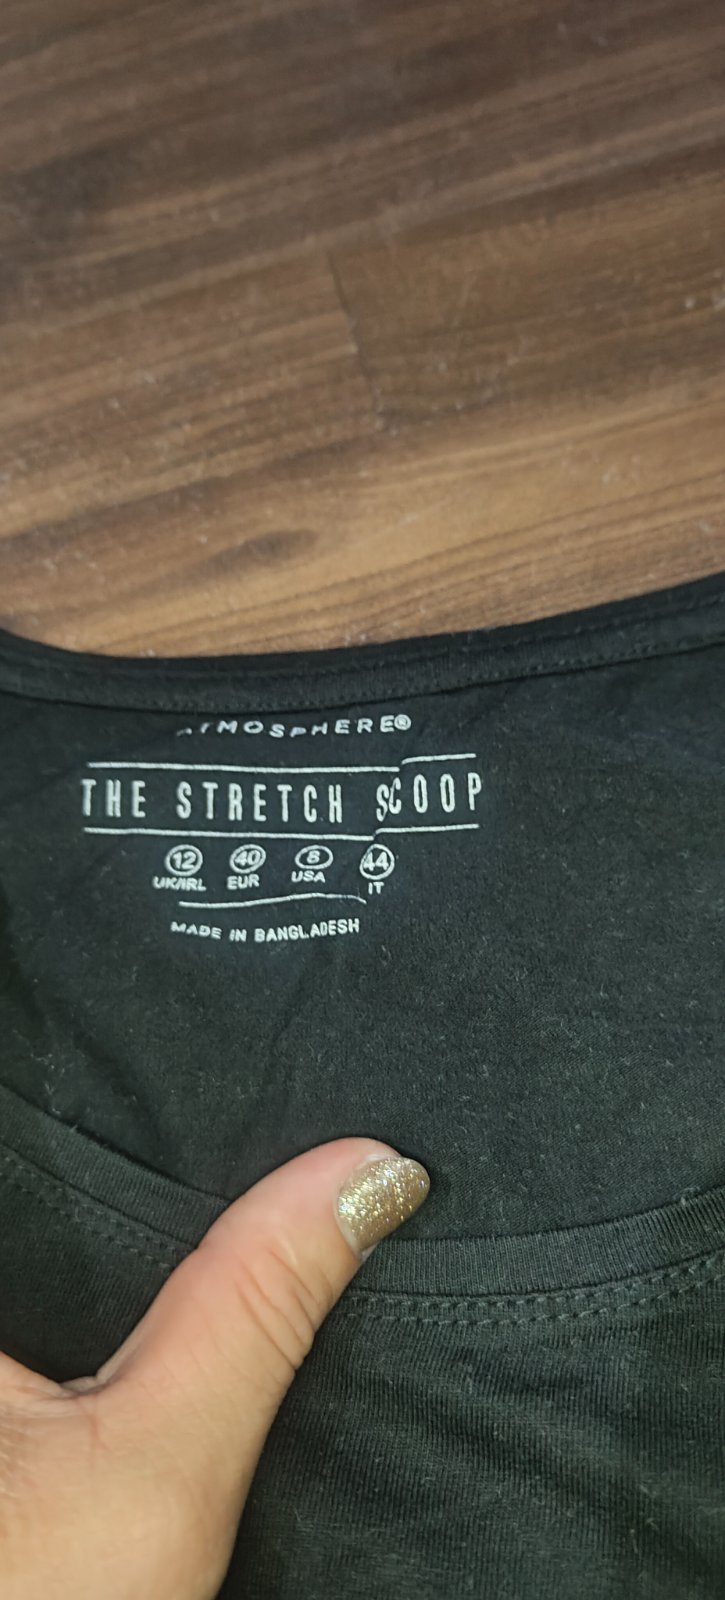 ATMOSPHERE®
THE STRETCH SCOOP
12 40 8 44
UK/IRL EUR USA IT
MADE IN BANGLADESH